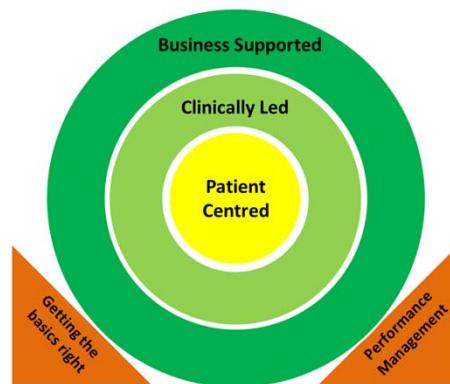 Business Supported
Clinically Led
Patient
Centred
Getting the
basics right
Performance
Management